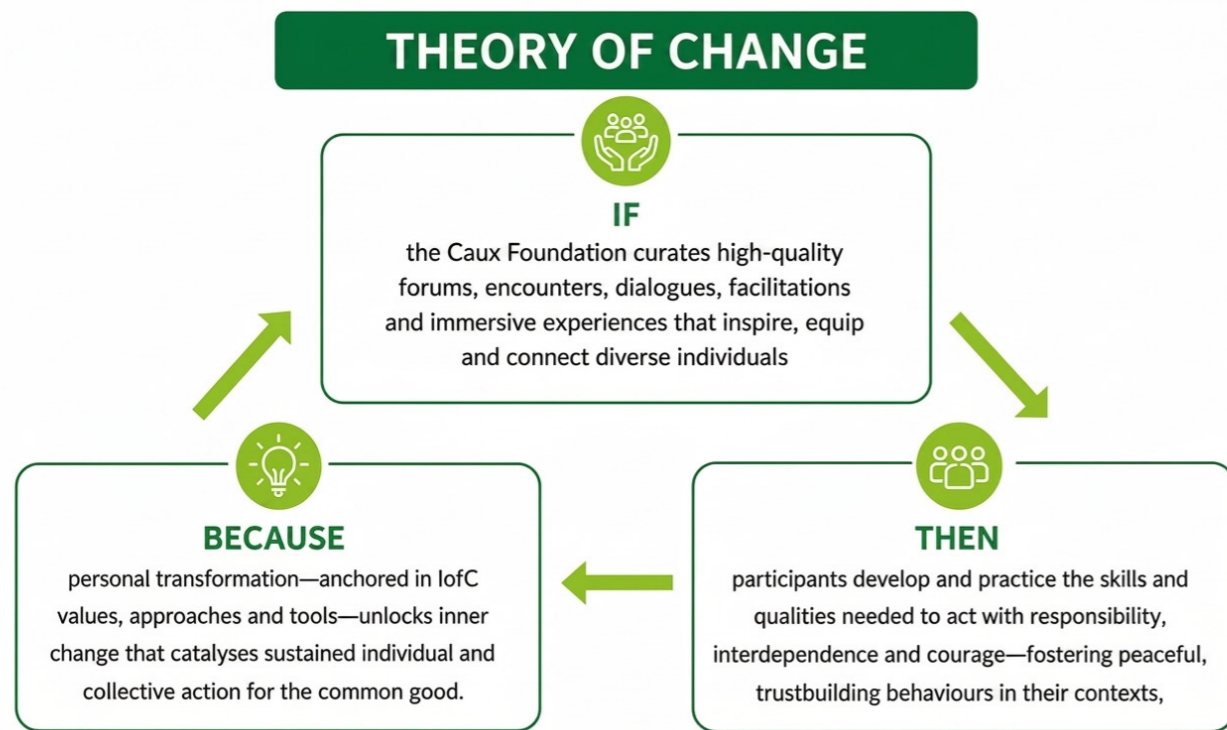 THEORY OF CHANGE
IF
the Caux Foundation curates high-quality
forums, encounters, dialogues, facilitations
and immersive experiences that inspire, equip
and connect diverse individuals
THEN
participants develop and practice the skills and
qualities needed to act with responsibility,
interdependence and courage—fostering peaceful,
trustbuilding behaviours in their contexts,
BECAUSE
personal transformation—anchored in IofC
values, approaches and tools—unlocks inner
change that catalyses sustained individual and
collective action for the common good.